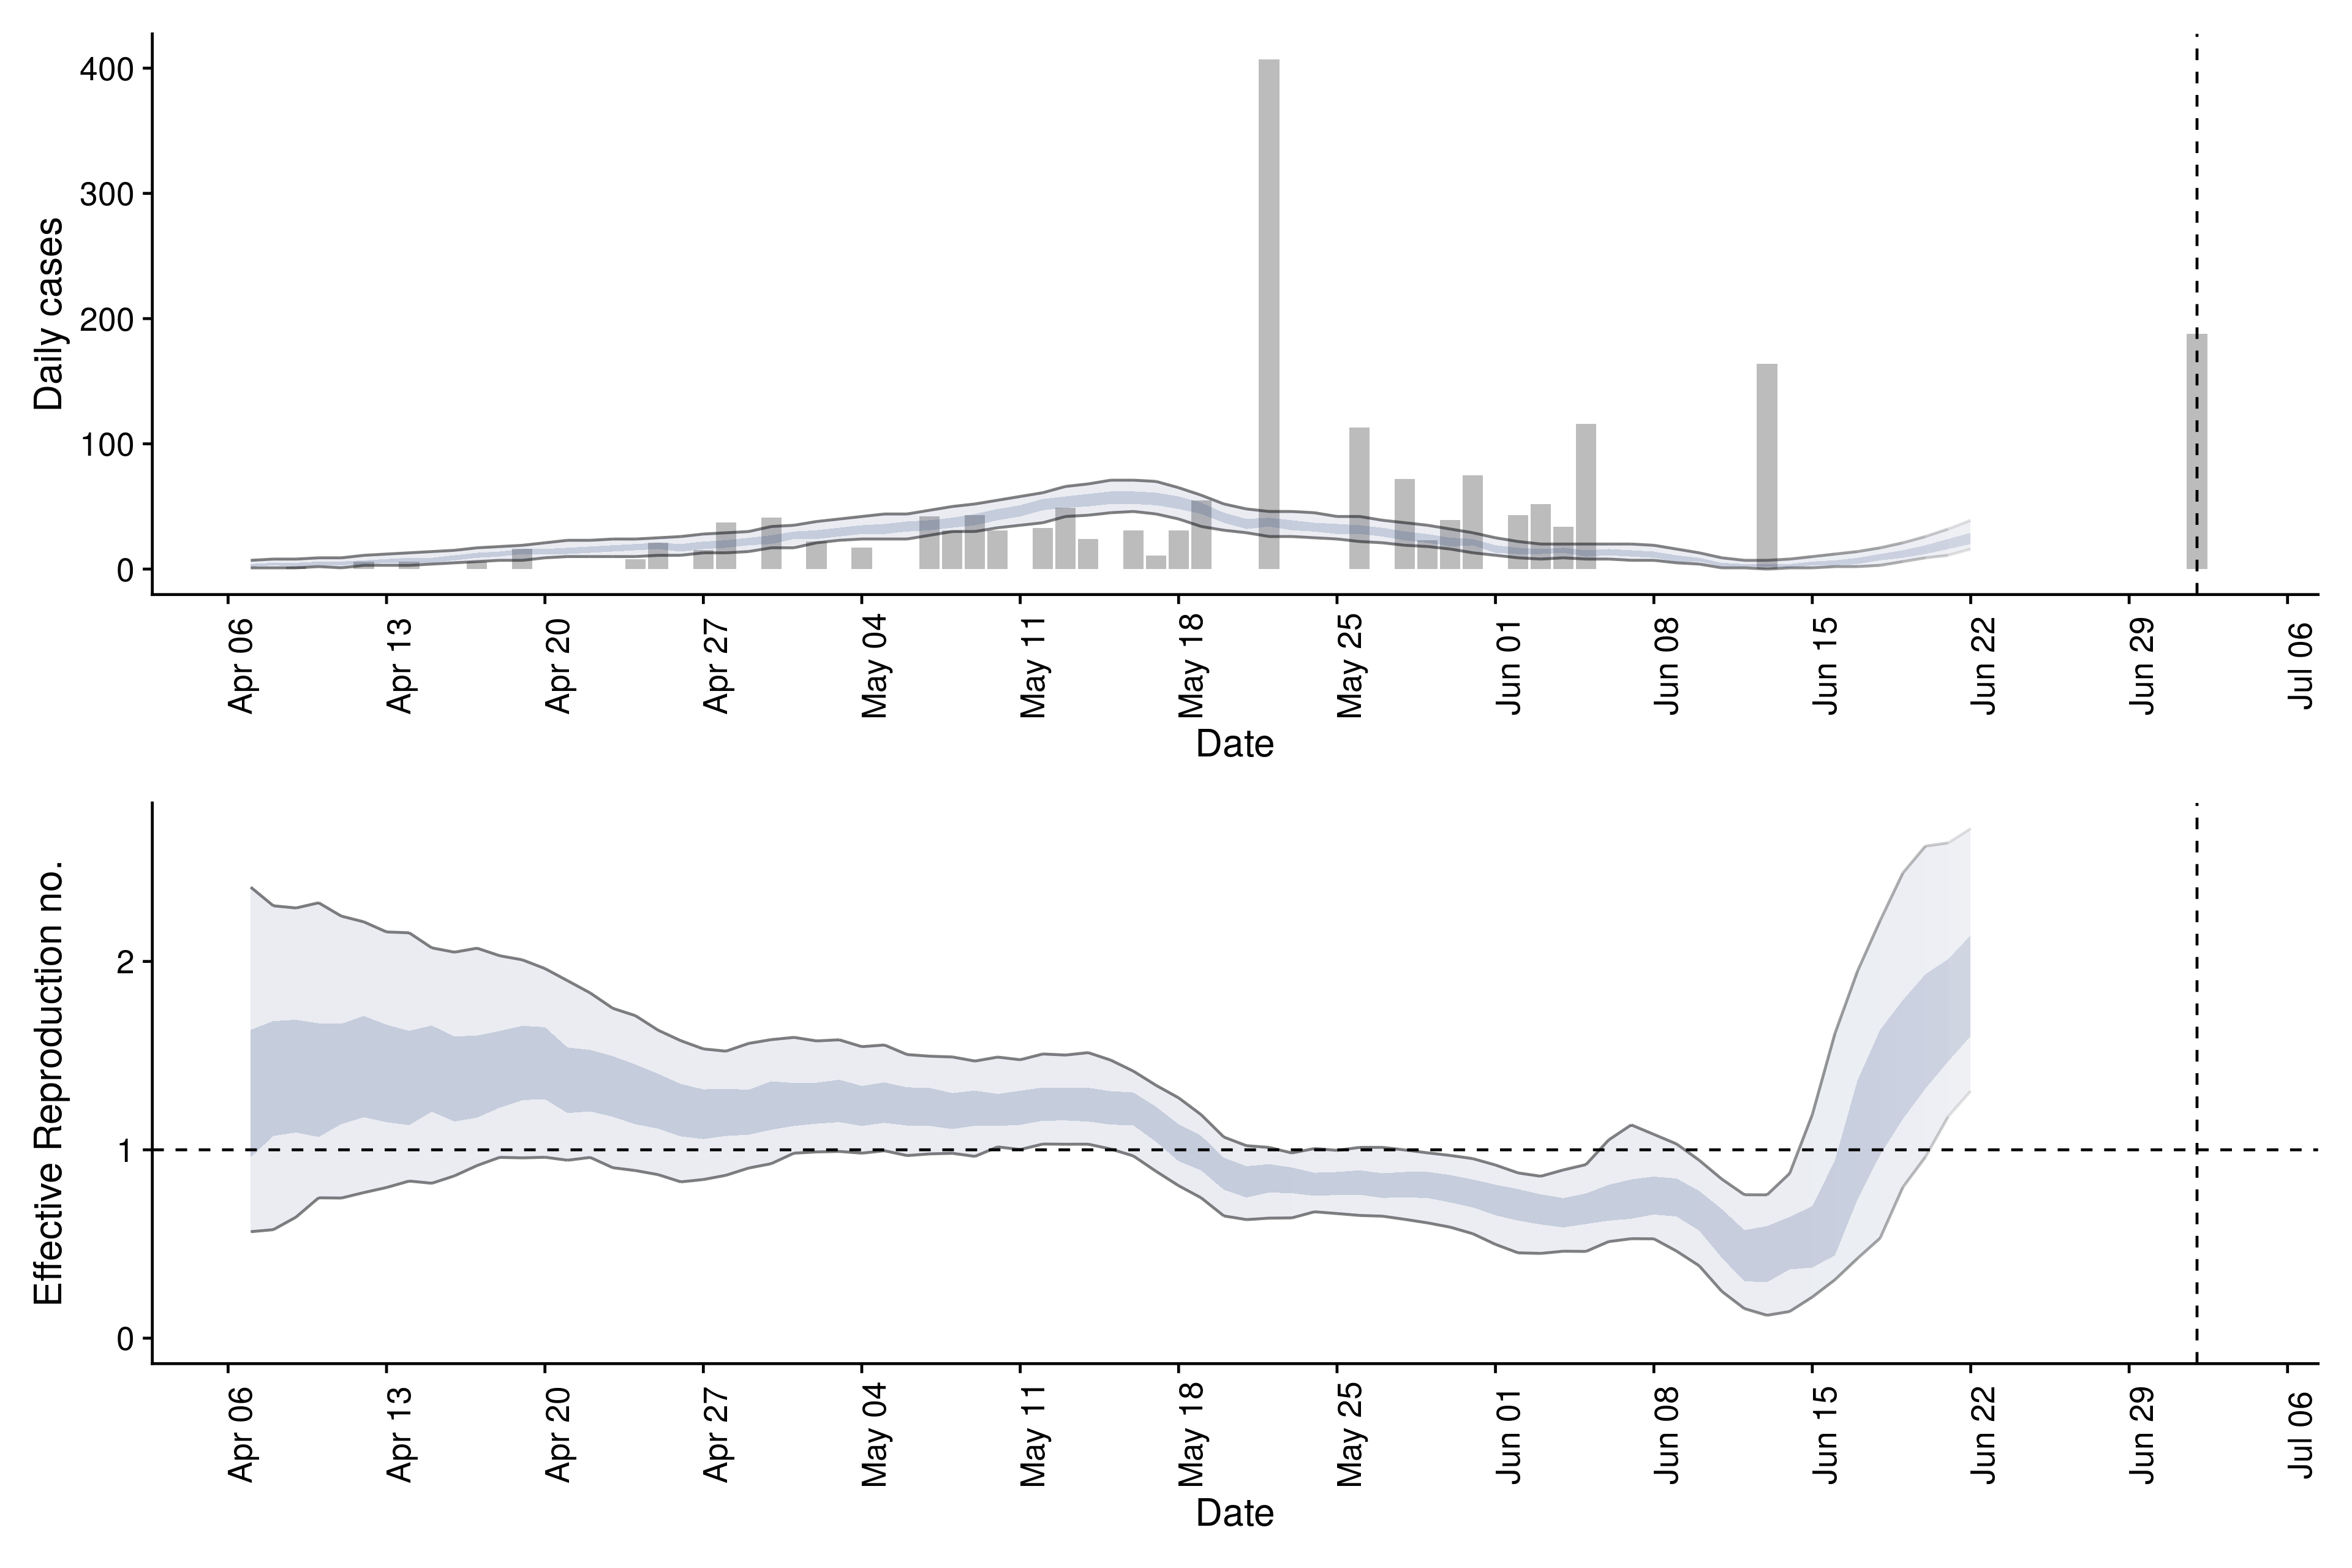 Daily cases
400
300
200
100
0
Apr 06
Apr 13
Apr 20
Apr 27
May 04
May 11
May 18
May 25
Jun 01
Jun 08
Jun 15
Jun 22
Jun 29
Jul 06
Date
Effective Reproduction no.
2
1
0
Apr 06
Apr 13
Apr 20
Apr 27
May 04
May 11
May 18
May 25
Jun 01
Jun 08
Jun 15
Jun 22
Jun 29
Jul 06
Date